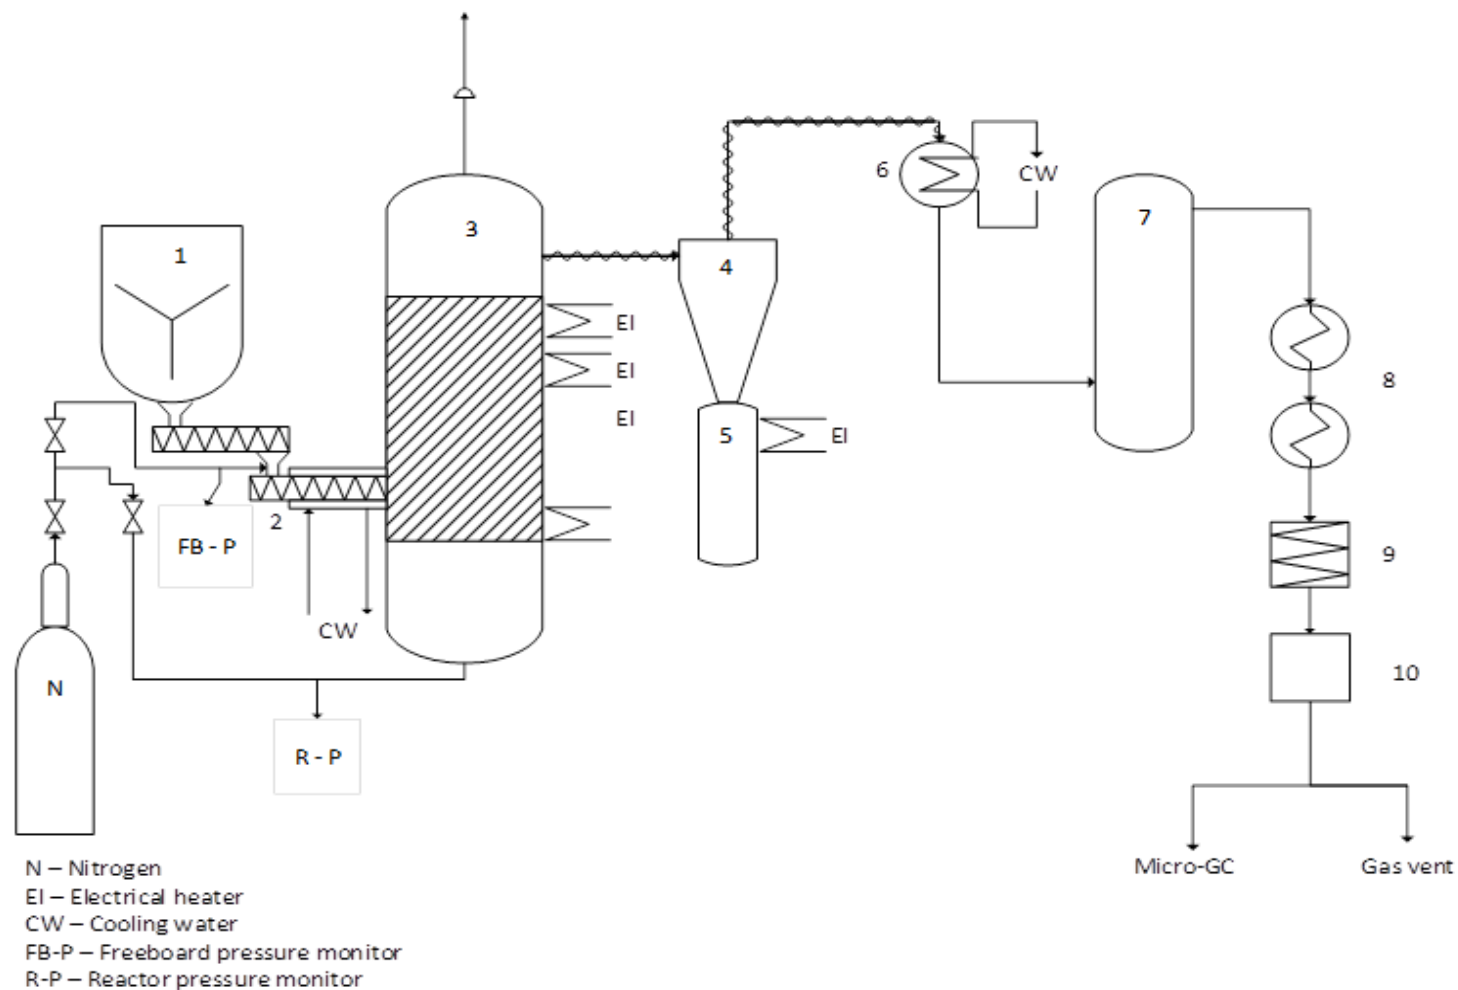 1
3
6
CW
7
4
EI
EI
8
EI
5
EI
2
FB - P
9
CW
10
N
R - P
Micro-GC
Gas vent
N – Nitrogen
EI – Electrical heater
CW – Cooling water
FB-P – Freeboard pressure monitor
R-P – Reactor pressure monitor